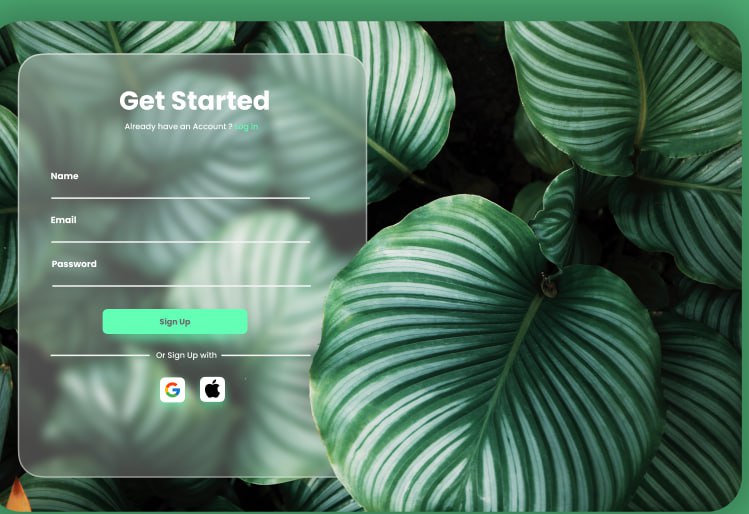 Get Started
Already have an Account ? Log in
Name
Email
Password
Sign Up
Or Sign Up with